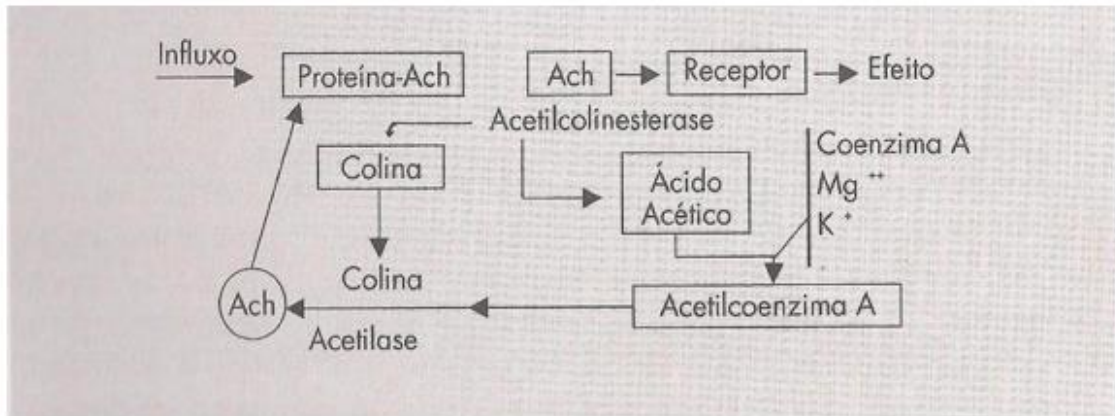 Influxo
Proteína-Ach
Ach
Receptor
Efeito
Acetilcolinesterase
Colina
Ácido
Acético
Coenzima A
Mg ++
K +
Colina
Ach
Acetilase
Acetilcoenzima A